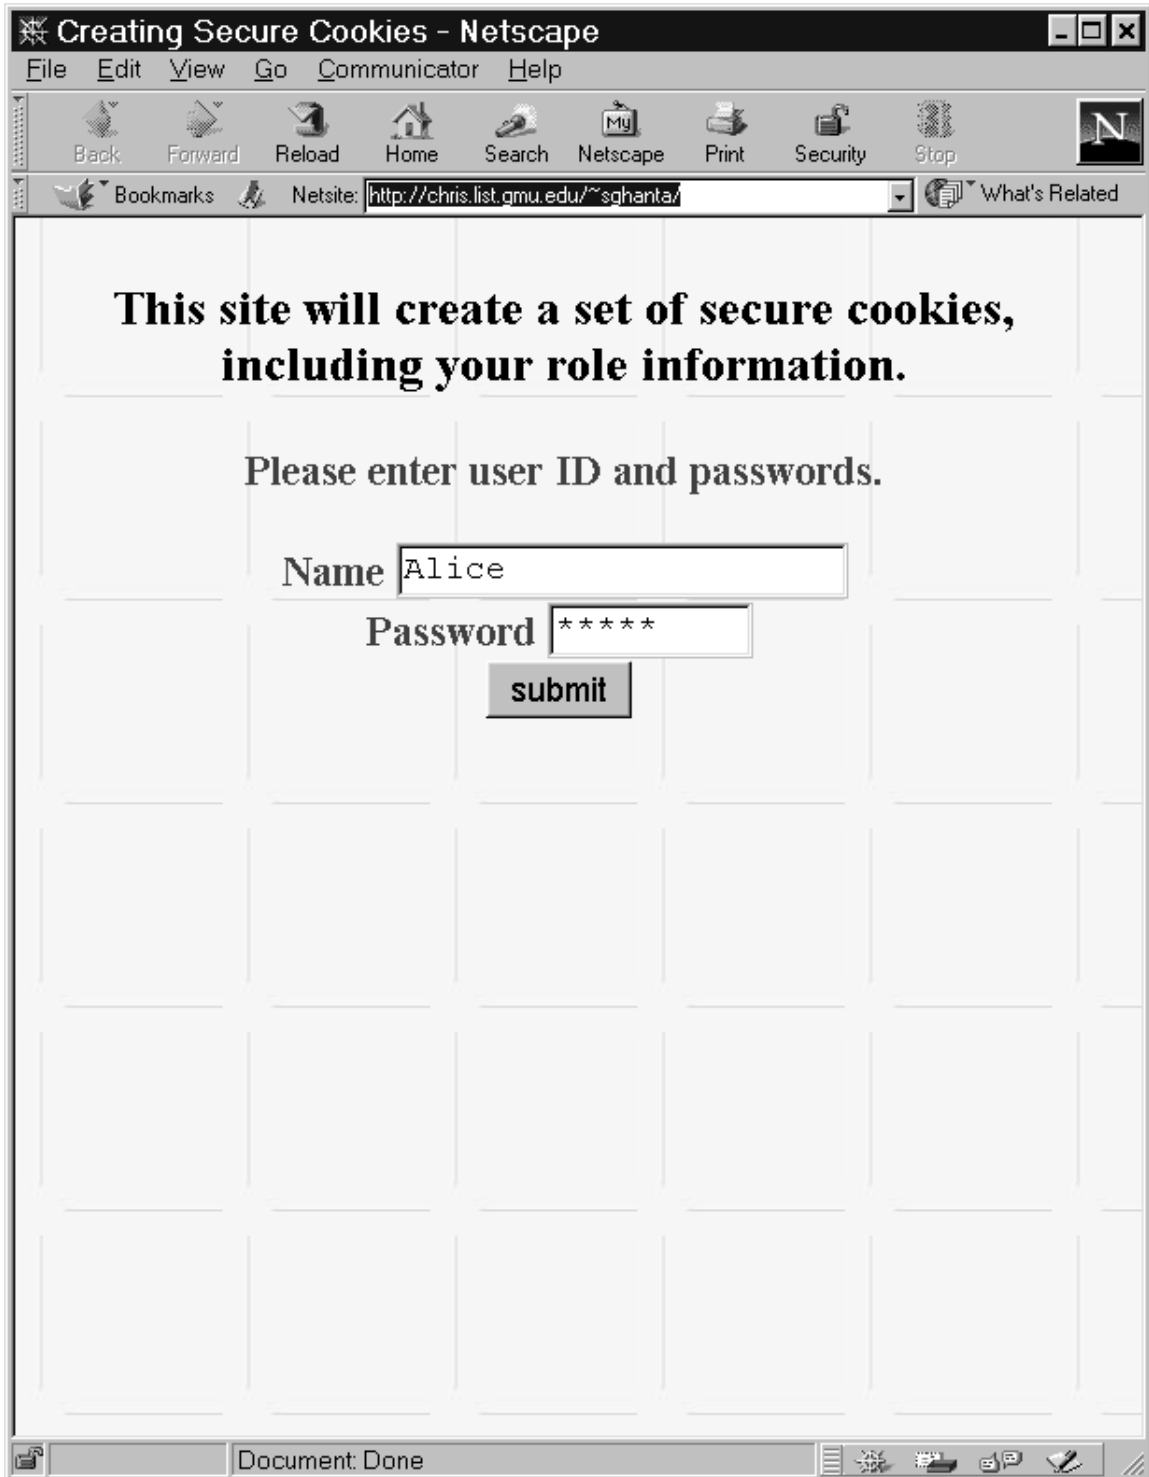 Creating Secure Cookies - Netscape
File Edit View Go Communicator Help
Back Forward Reload Home Search Netscape Print Security Stop
My
N
Bookmarks Netsite: http://chris.list.gmu.edu/~sghanta/ What's Related
This site will create a set of secure cookies,
including your role information.
Please enter user ID and passwords.
Name Alice
Password *****
submit
Document: Done